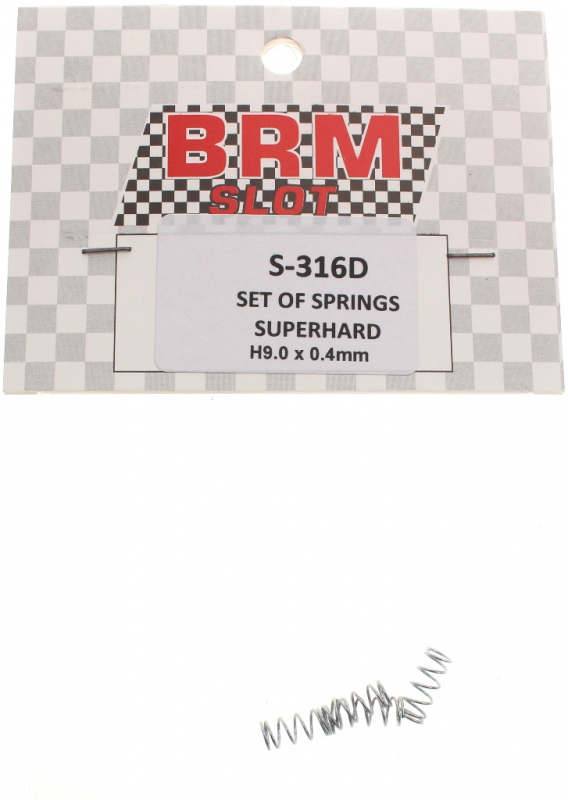 BRM
SLOT
S-316D
SET OF SPRINGS
SUPERHARD
H9.0 x 0.4mm